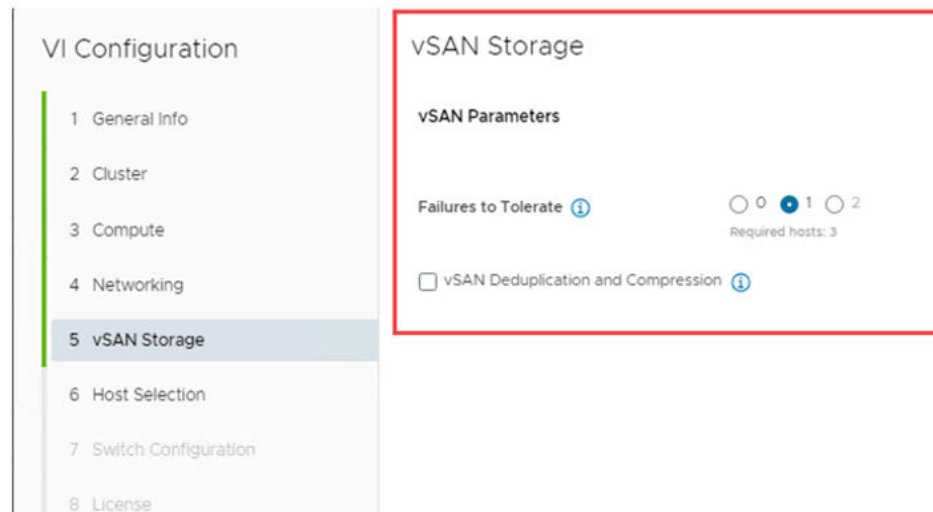 VI Configuration
1 General Info
2 Cluster
3 Compute
4 Networking
5 vSAN Storage
6 Host Selection
7 Switch Configuration
8 License
vSAN Storage
vSAN Parameters
Failures to Tolerate
0 1 2
Required hosts: 3
vSAN Deduplication and Compression